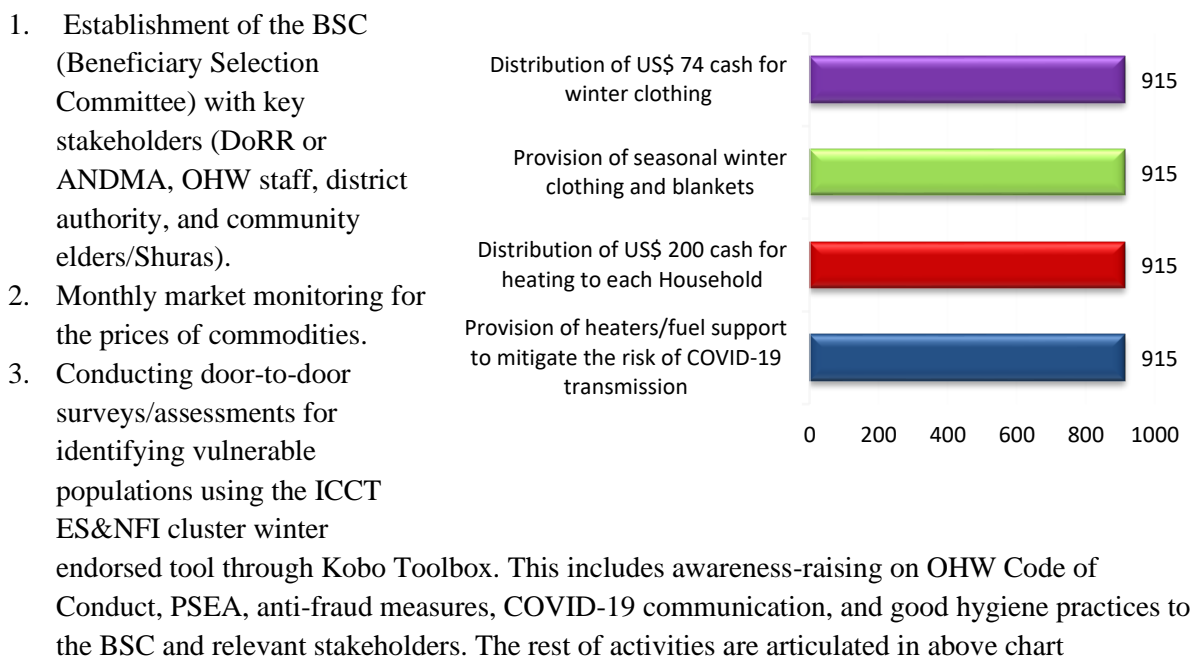 1. Establishment of the BSC
(Beneficiary Selection
Committee) with key
stakeholders (DoRR or
ANDMA, OHW staff, district
authority, and community
elders/Shuras).
2. Monthly market monitoring for
the prices of commodities.
3. Conducting door-to-door
surveys/assessments for
identifying vulnerable
populations using the ICCT
ES&NFI cluster winter
endorsed tool through Kobo Toolbox. This includes awareness-raising on OHW Code of
Conduct, PSEA, anti-fraud measures, COVID-19 communication, and good hygiene practices to
the BSC and relevant stakeholders. The rest of activities are articulated in above chart
Distribution of US$ 74 cash for
winter clothing
915
Provision of seasonal winter
clothing and blankets
915
Distribution of US$ 200 cash for
heating to each Household
915
Provision of heaters/fuel support
to mitigate the risk of COVID-19
transmission
915
0 200 400 600 800 1000